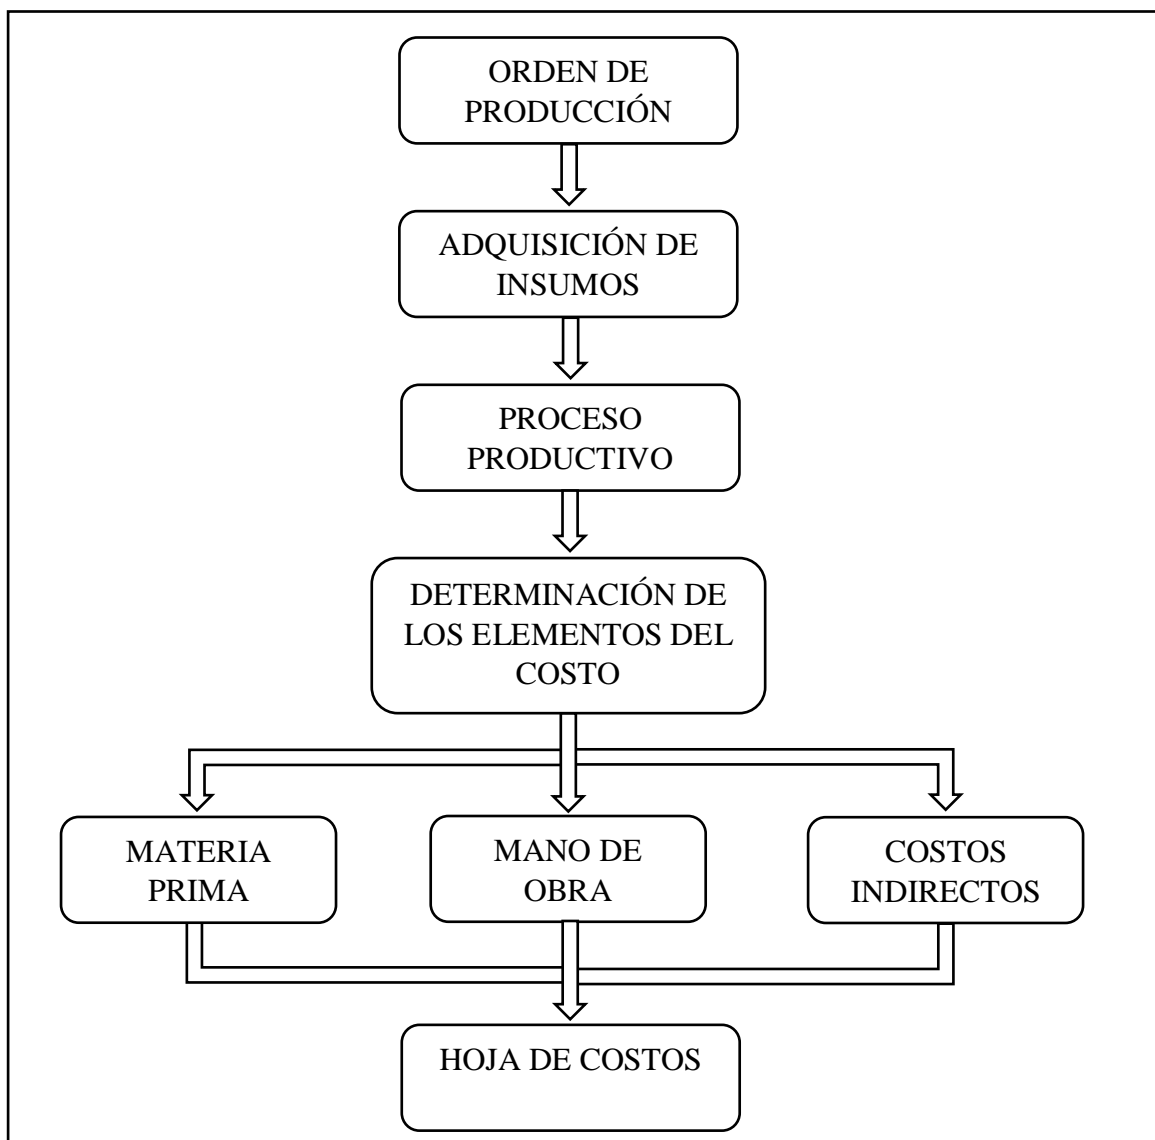 ORDEN DE
PRODUCCIÓN
ADQUISICIÓN DE
INSUMOS
PROCESO
PRODUCTIVO
DETERMINACIÓN DE
LOS ELEMENTOS DEL
COSTO
MATERIA
PRIMA
MANO DE
OBRA
COSTOS
INDIRECTOS
HOJA DE COSTOS